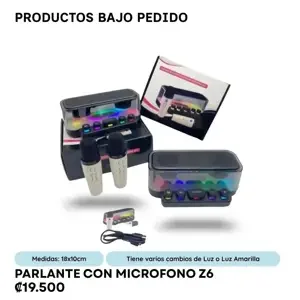 PRODUCTOS BAJO PEDIDO
Medidas: 18x10cm
Tiene varios cambios de Luz o Luz Amarilla
PARLANTE CON MICROFONO Z6
₡19.500